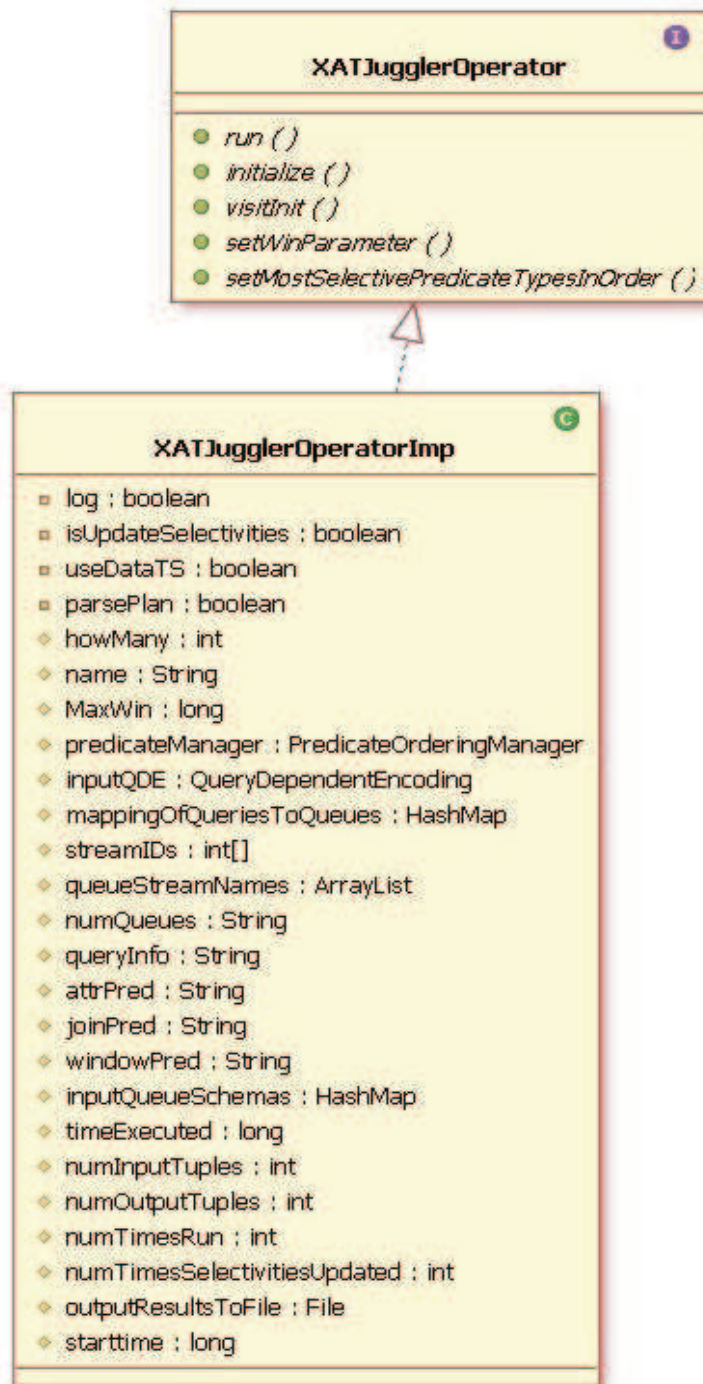 I
XATJugglerOperator
run ( )
initialize ( )
visitInit ( )
setWinParameter ( )
setMostSelectivePredicateTypesInOrder ( )
C
XATJugglerOperatorImp
log : boolean
isUpdateSelectivities : boolean
useDataTS : boolean
parsePlan : boolean
howMany : int
name : String
MaxWin : long
predicateManager : PredicateOrderingManager
inputQDE : QueryDependentEncoding
mappingOfQueriesToQueues : HashMap
streamIDs : int[]
queueStreamNames : ArrayList
numQueues : String
queryInfo : String
attrPred : String
joinPred : String
windowPred : String
inputQueueSchemas : HashMap
timeExecuted : long
numInputTuples : int
numOutputTuples : int
numTimesRun : int
numTimesSelectivitiesUpdated : int
outputResultsToFile : File
starttime : long